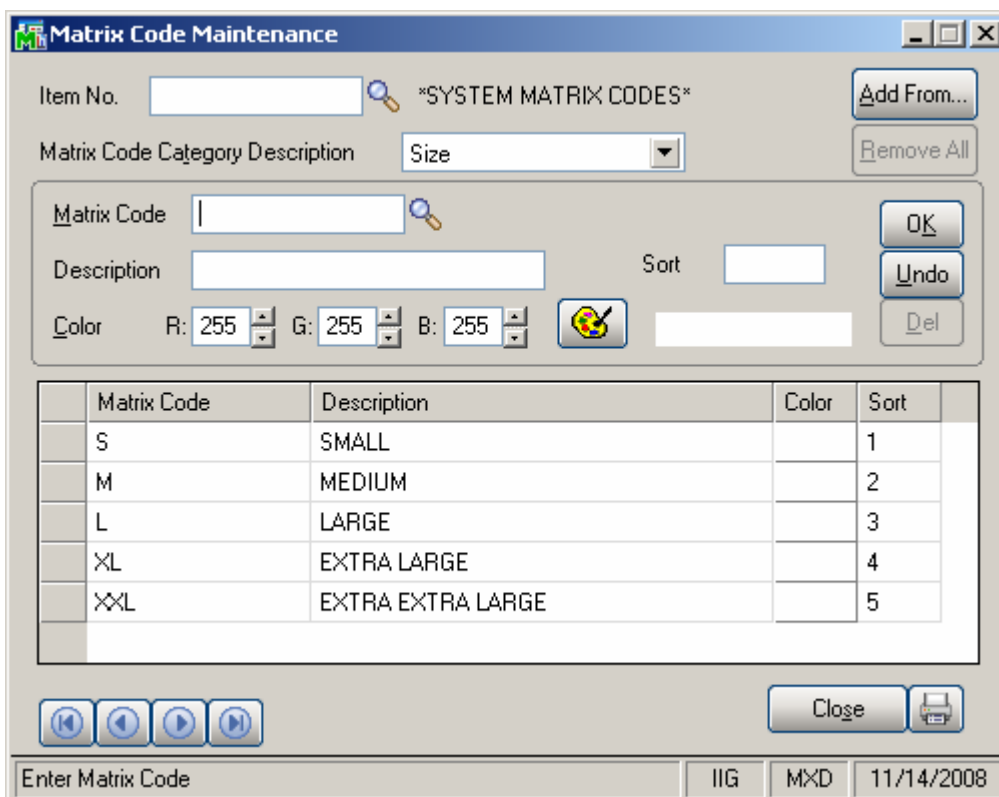 Matrix Code Maintenance
Item No. *SYSTEM MATRIX CODES* Add From...
Matrix Code Category Description Size Remove All
Matrix Code OK
Description Sort Undo
Color R: 255 G: 255 B: 255 Del
Matrix Code Description Color Sort
S SMALL 1
M MEDIUM 2
L LARGE 3
XL EXTRA LARGE 4
XXL EXTRA EXTRA LARGE 5
Close
Enter Matrix Code IIG MXD 11/14/2008